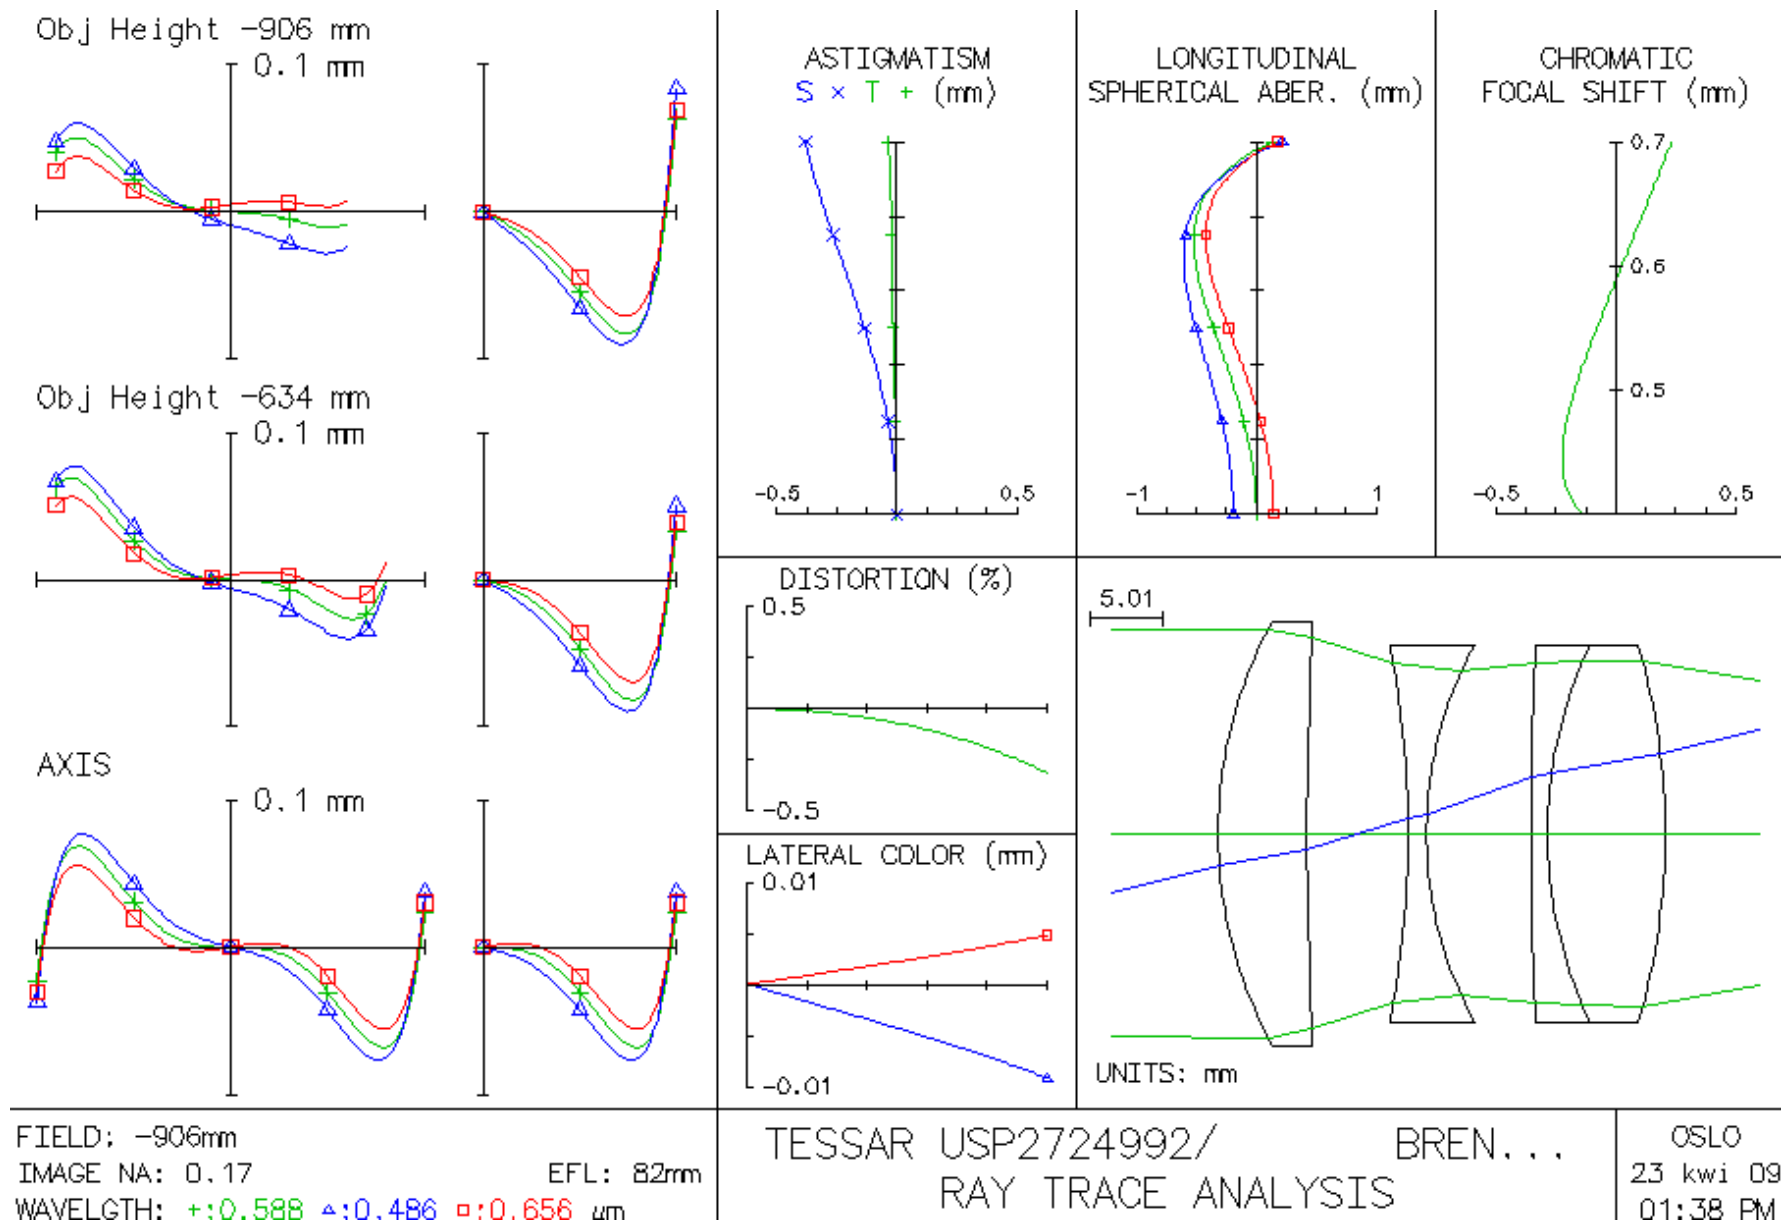 Obj Height -906 mm
0.1 mm
Obj Height -634 mm
0.1 mm
AXIS
0.1 mm
ASTIGMATISM
S × T + (mm)
-0.5
0.5
LONGITUDINAL
SPHERICAL ABER. (mm)
-1
1
CHROMATIC
FOCAL SHIFT (mm)
0.7
0.6
0.5
-0.5
0.5
DISTORTION (%)
0.5
-0.5
LATERAL COLOR (mm)
0.01
-0.01
5.01
UNITS: mm
FIELD: -906mm
IMAGE NA: 0.17
EFL: 82mm
WAVELGTH: +:0.588 △:0.486 □:0.656 µm
TESSAR USP2724992/ BREN...
RAY TRACE ANALYSIS
OSLO
23 kwi 09
01:38 PM